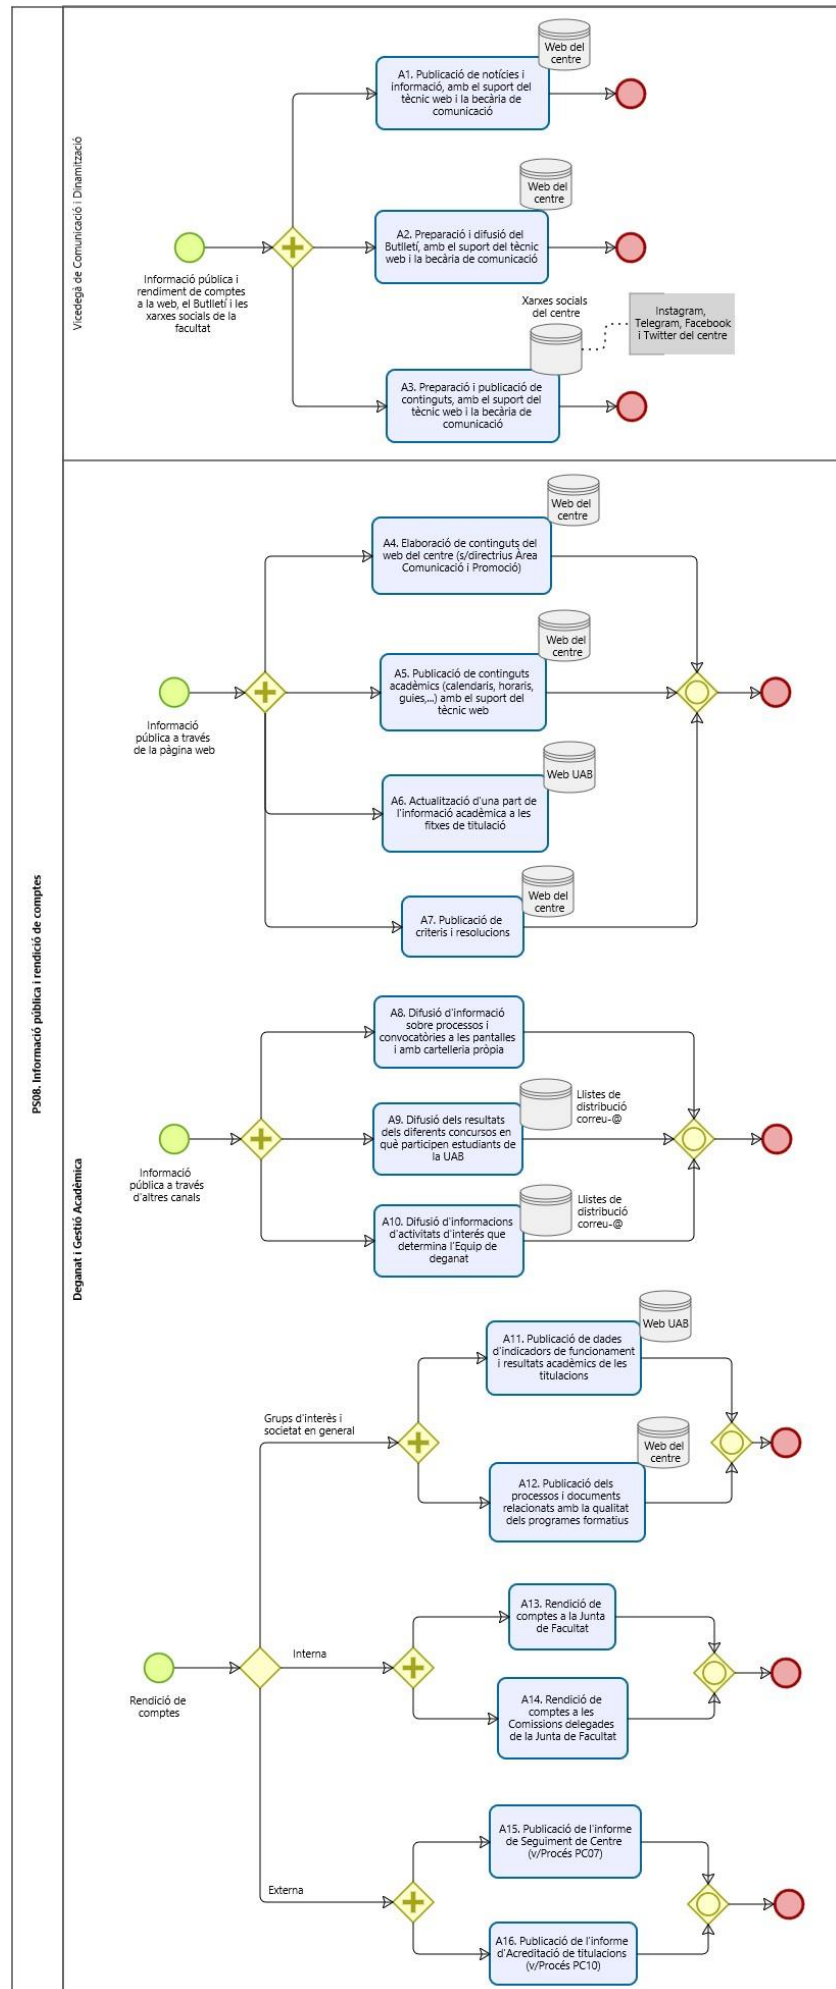 PS08. Informació pública i rendició de comptes
Vicedegà de Comunicació i Dinamització
Informació pública i
rendiment de comptes
a la web, el Butlletí i les
xarxes socials de la
facultat
Web del
centre
A1. Publicació de notícies i
informació, amb el suport del
tècnic web i la becària de
comunicació
Web del
centre
A2. Preparació i difusió del
Butlletí, amb el suport del tècnic
web i la becària de comunicació
Xarxes socials
del centre
Instagram,
Telegram, Facebook
i Twitter del centre
A3. Preparació i publicació de
continguts, amb el suport del
tècnic web i la becària de
comunicació
Deganat i Gestió Acadèmica
Informació
pública a través
de la pàgina web
Web del
centre
A4. Elaboració de continguts del
web del centre (s/directrius Àrea
Comunicació i Promoció)
Web del
centre
A5. Publicació de continguts
acadèmics (calendaris, horaris,
guies,...) amb el suport del
tècnic web
Web UAB
A6. Actualització d'una part de
l'informació acadèmica a les
fitxes de titulació
Web del
centre
A7. Publicació de
criteris i resolucions
Informació
pública a través
d'altres canals
A8. Difusió d'informació
sobre processos i
convocatòries a les pantalles
i amb cartelleria pròpia
Llistes de
distribució
correu-@
A9. Difusió dels resultats
dels diferents concursos en
què participen estudiants de
la UAB
Llistes de
distribució
correu-@
A10. Difusió d'informacions
d'activitats d'interés que
determina l'Equip de
deganat
Rendició de
comptes
Grups d'interès i
societat en general
Web UAB
A11. Publicació de dades
d'indicadors de funcionament
i resultats acadèmics de les
titulacions
Web del
centre
A12. Publicació dels
processos i documents
relacionats amb la qualitat
dels programes formatius
Interna
A13. Rendició de
comptes a la Junta
de Facultat
A14. Rendició de
comptes a les
Comissions delegades
de la Junta de Facultat
Externa
A15. Publicació de l'informe
de Seguiment de Centre
(v/Procés PC07)
A16. Publicació de l'informe
d'Acreditació de titulacions
(v/Procés PC10)